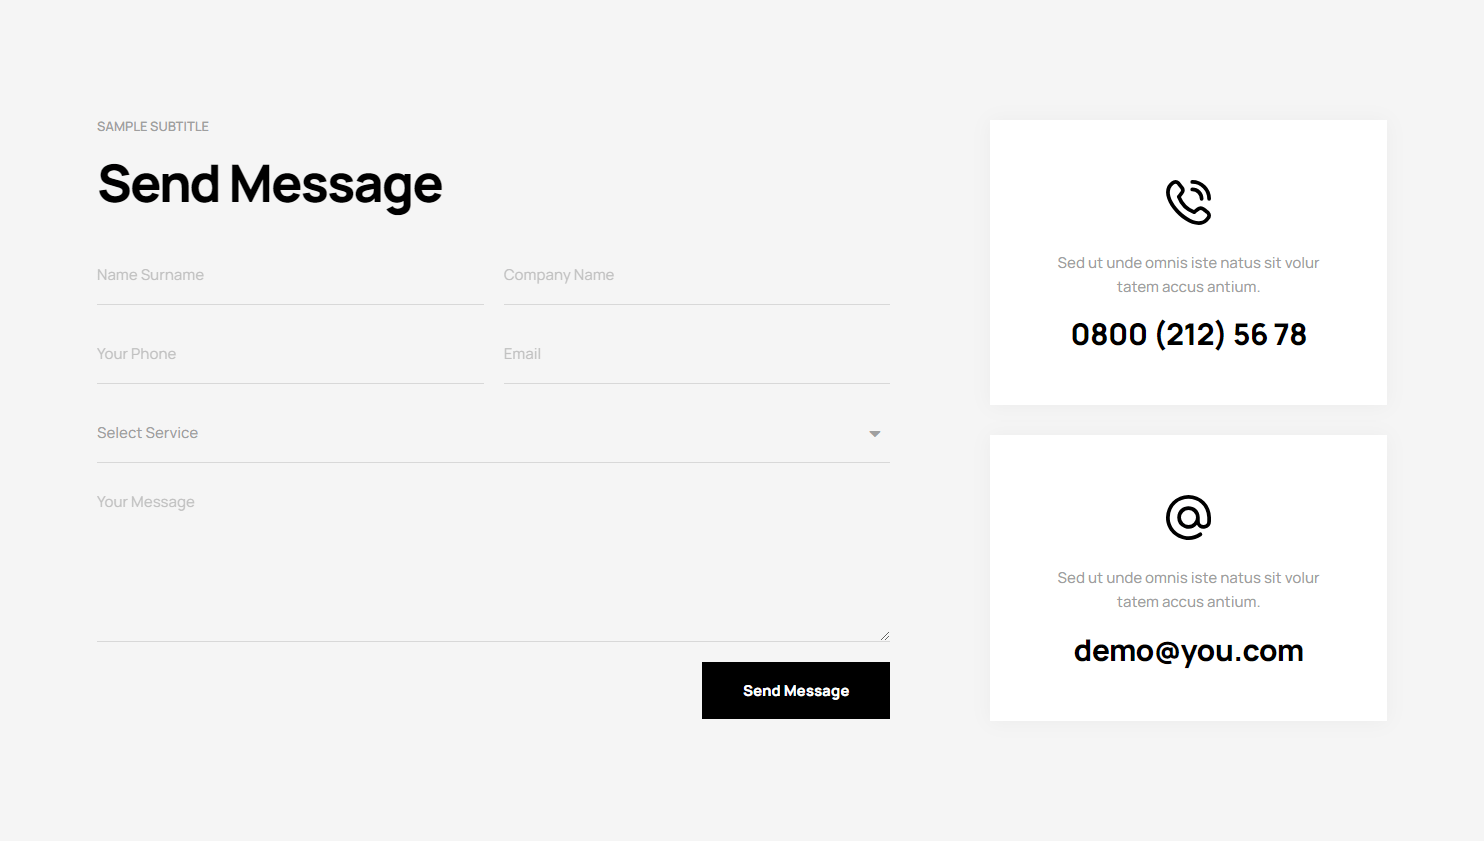 SAMPLE SUBTITLE
Send Message
Name Surname
Company Name
Your Phone
Email
Select Service
Your Message
Send Message
Sed ut unde omnis iste natus sit volur
tatem accus antium.
0800 (212) 56 78
Sed ut unde omnis iste natus sit volur
tatem accus antium.
demo@you.com